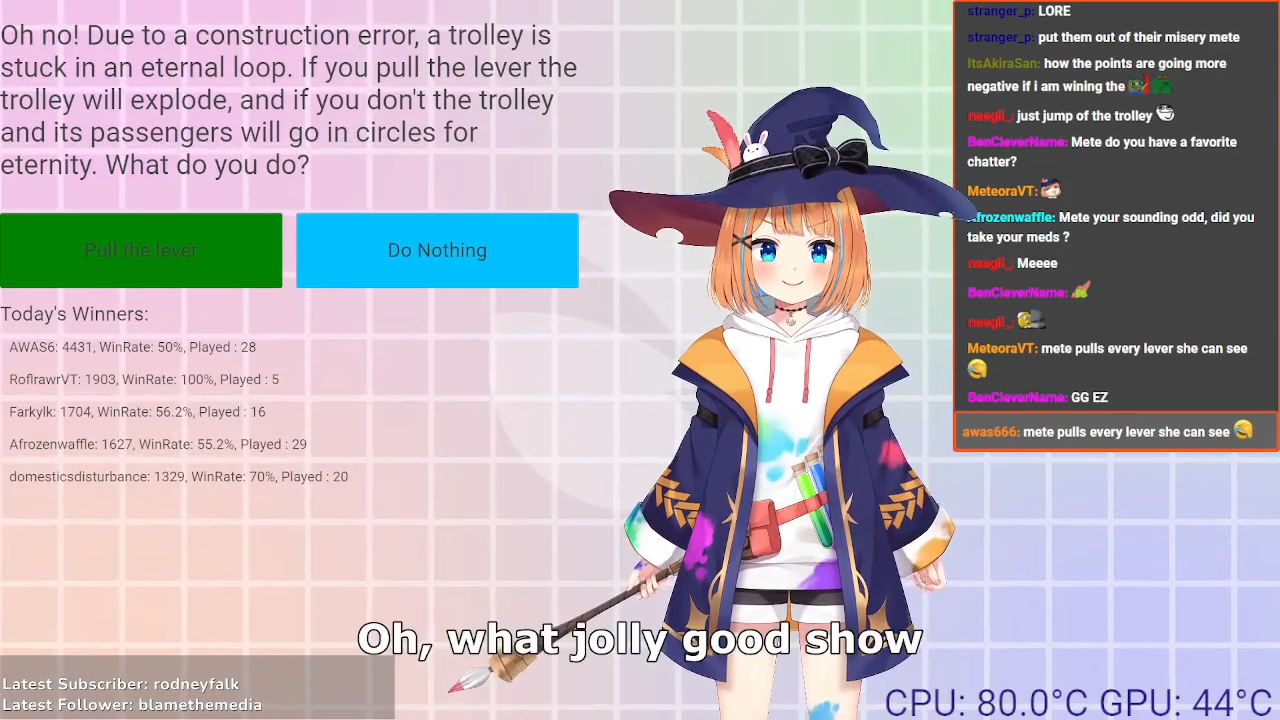 Oh no! Due to a construction error, a trolley is
stuck in an eternal loop. If you pull the lever the
trolley will explode, and if you don't the trolley
and its passengers will go in circles for
eternity. What do you do?
Pull the lever
Do Nothing
Today's Winners:
AWAS6: 4431, WinRate: 50%, Played : 28
RoflrawrVT: 1903, WinRate: 100%, Played : 5
Farkylk: 1704, WinRate: 56.2%, Played : 16
Afrozenwaffle: 1627, WinRate: 55.2%, Played : 29
domesticsdisturbance: 1329, WinRate: 70%, Played : 20
stranger_p: LORE
stranger_p: put them out of their misery mete
ItsAkiraSan: how the points are going more
negative if I am wining the
neegii_: just jump of the trolley
BenCleverName: Mete do you have a favorite
chatter?
MeteoraVT:
Afrozenwaffle: Mete your sounding odd, did you
take your meds ?
neegii_: Meeee
BenCleverName:
neegii_:
MeteoraVT: mete pulls every lever she can see
BenCleverName: GG EZ
awas666: mete pulls every lever she can see
Oh, what jolly good show
Latest Subscriber: rodneyfalk
Latest Follower: blamethemedia
CPU: 80.0°C GPU: 44°C